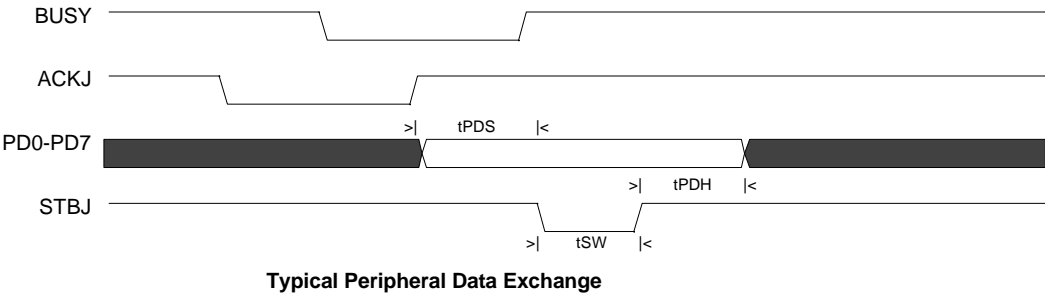 BUSY
ACKJ
>| tPDS |<
PD0-PD7
>| tPDH |<
STBJ
>| tSW |<
Typical Peripheral Data Exchange